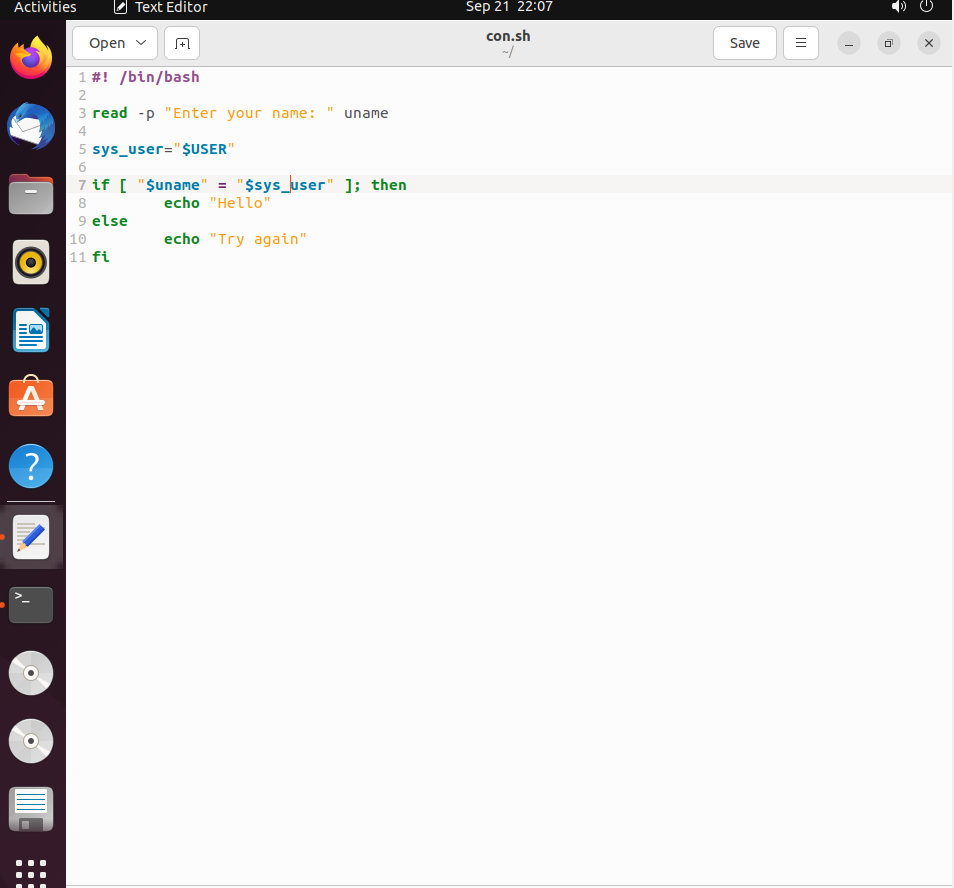 Activities Text Editor Sep 21 22:07
Open con.sh Save
~/
1 #! /bin/bash
2
3 read -p "Enter your name: " uname
4
5 sys_user="$USER"
6
7 if [ "$uname" = "$sys_user" ]; then
8 echo "Hello"
9 else
10 echo "Try again"
11 fi
?
>_